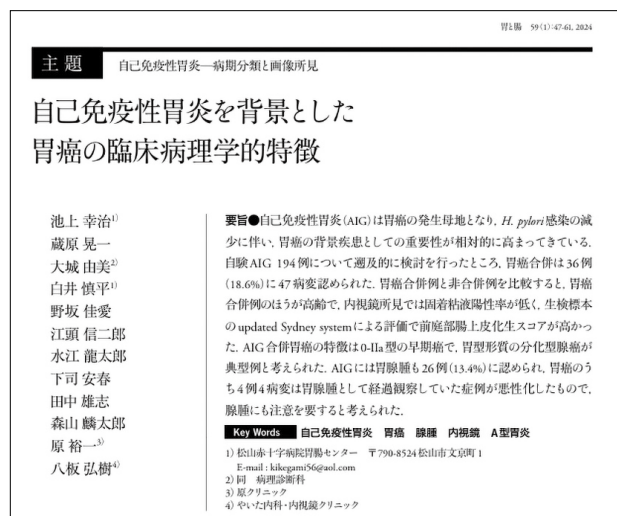 胃と腸 59(1):47-61, 2024
主題 自己免疫性胃炎—病期分類と画像所見
自己免疫性胃炎を背景とした
胃癌の臨床病理学的特徴
池上 幸治1)
蔵原 晃一
大城 由美2)
白井 慎平1)
野坂 佳愛
江頭 信二郎
水江 龍太郎
下司 安春
田中 雄志
森山 麟太郎
原 裕一3)
八板 弘樹4)
要旨●自己免疫性胃炎(AIG)は胃癌の発生母地となり，H. pylori感染の減
少に伴い，胃癌の背景疾患としての重要性が相対的に高まってきている．
自験AIG 194例について遡及的に検討を行ったところ，胃癌合併は36例
(18.6%)に47病変認められた．胃癌合併例と非合併例を比較すると，胃癌
合併例のほうが高齢で，内視鏡所見では固着粘液陽性率が低く，生検標本
のupdated Sydney systemによる評価で前庭部腸上皮化生スコアが高かっ
た．AIG合併胃癌の特徴は0-IIa型の早期癌で，胃型形質の分化型腺癌が
典型例と考えられた．AIGには胃腺腫も26例(13.4%)に認められ，胃癌のう
ち4例4病変は胃腺腫として経過観察していた症例が悪性化したもので，
腺腫にも注意を要すると考えられた．
Key Words 自己免疫性胃炎 胃癌 腺腫 内視鏡 A型胃炎
1) 松山赤十字病院胃腸センター 〒790-8524 松山市文京町1
E-mail : kikegami56@aol.com
2) 同 病理診断科
3) 原クリニック
4) やいた内科・内視鏡クリニック